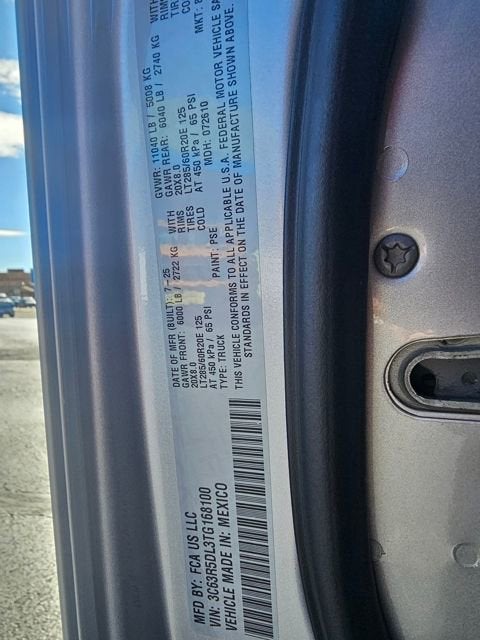 MFD BY: FCA US LLC
VIN: 3C63R5DL3TG168100
VEHICLE MADE IN: MEXICO
DATE OF MFR (BUILT): 7-25 GVWR: 11040 LB / 5008 KG
GAWR FRONT: 6000 LB / 2722 KG WITH GAWR REAR: 6040 LB / 2740 KG WITH
20X8.0 RIMS 20X8.0 RIMS
LT285/60R20E 125 TIRES LT285/60R20E 125 TIRES
AT 450 kPa / 65 PSI COLD AT 450 kPa / 65 PSI
TYPE: TRUCK PAINT: PSE MDH: 072610 MKT:
THIS VEHICLE CONFORMS TO ALL APPLICABLE U.S.A. FEDERAL MOTOR VEHICLE
STANDARDS IN EFFECT ON THE DATE OF MANUFACTURE SHOWN ABOVE.